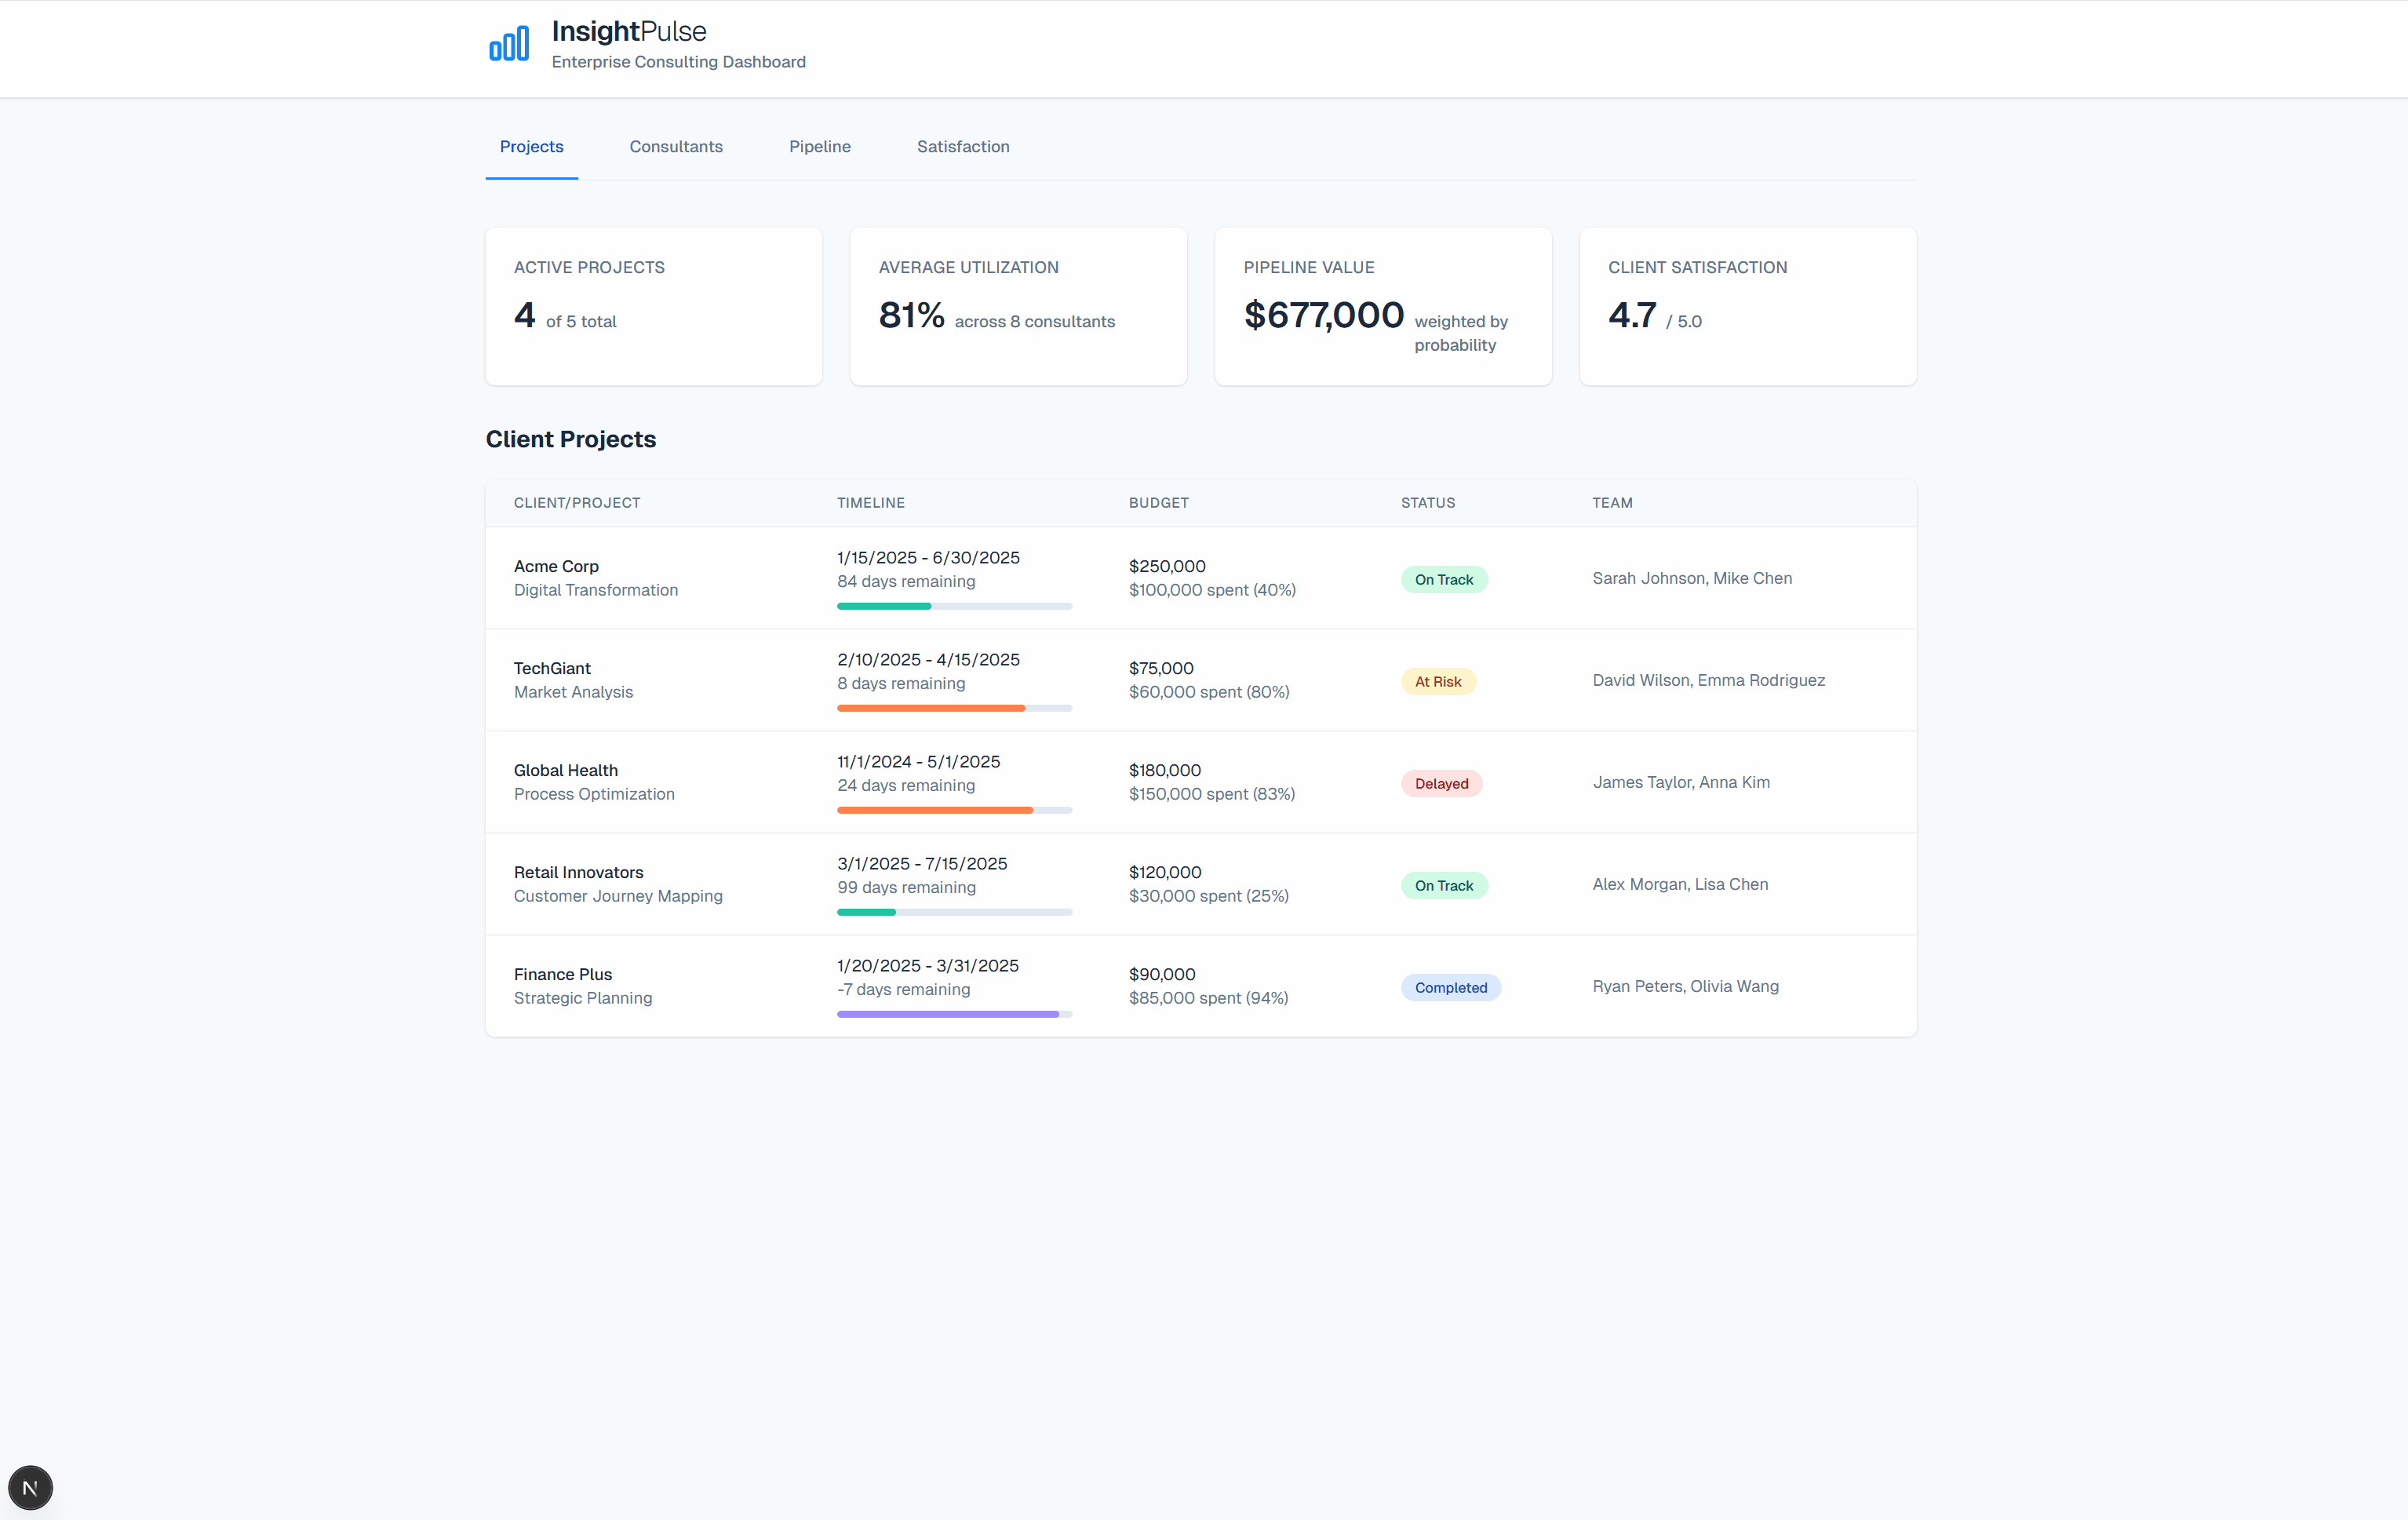 InsightPulse
Enterprise Consulting Dashboard
Projects Consultants Pipeline Satisfaction
ACTIVE PROJECTS
4 of 5 total
AVERAGE UTILIZATION
81% across 8 consultants
PIPELINE VALUE
$677,000 weighted by
probability
CLIENT SATISFACTION
4.7 / 5.0
Client Projects
CLIENT/PROJECT TIMELINE BUDGET STATUS TEAM
Acme Corp
Digital Transformation
1/15/2025 - 6/30/2025
84 days remaining
$250,000
$100,000 spent (40%)
On Track
Sarah Johnson, Mike Chen
TechGiant
Market Analysis
2/10/2025 - 4/15/2025
8 days remaining
$75,000
$60,000 spent (80%)
At Risk
David Wilson, Emma Rodriguez
Global Health
Process Optimization
11/1/2024 - 5/1/2025
24 days remaining
$180,000
$150,000 spent (83%)
Delayed
James Taylor, Anna Kim
Retail Innovators
Customer Journey Mapping
3/1/2025 - 7/15/2025
99 days remaining
$120,000
$30,000 spent (25%)
On Track
Alex Morgan, Lisa Chen
Finance Plus
Strategic Planning
1/20/2025 - 3/31/2025
-7 days remaining
$90,000
$85,000 spent (94%)
Completed
Ryan Peters, Olivia Wang
N